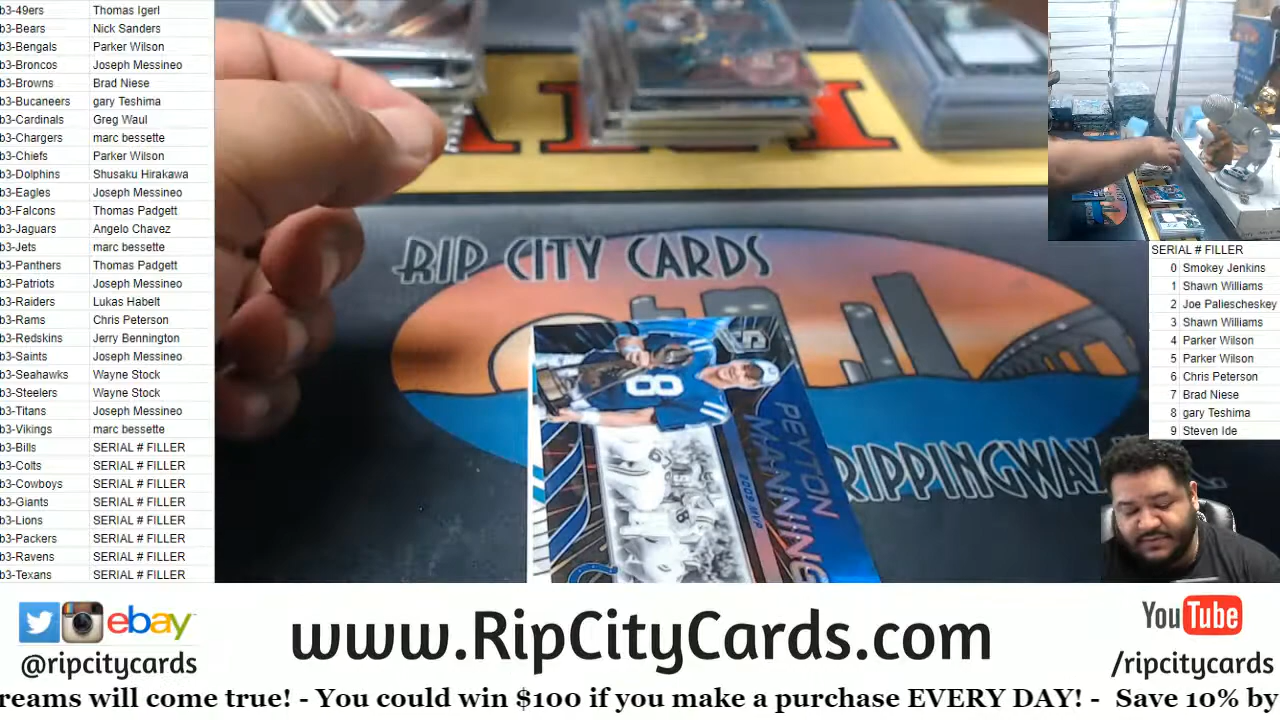 b3-49ers Thomas Igerl
b3-Bears Nick Sanders
b3-Bengals Parker Wilson
b3-Broncos Joseph Messineo
b3-Browns Brad Niese
b3-Bucaneers gary Teshima
b3-Cardinals Greg Waul
b3-Chargers marc bessette
b3-Chiefs Parker Wilson
b3-Dolphins Shusaku Hirakawa
b3-Eagles Joseph Messineo
b3-Falcons Thomas Padgett
b3-Jaguars Angelo Chavez
b3-Jets marc bessette
b3-Panthers Thomas Padgett
b3-Patriots Joseph Messineo
b3-Raiders Lukas Habelt
b3-Rams Chris Peterson
b3-Redskins Jerry Bennington
b3-Saints Joseph Messineo
b3-Seahawks Wayne Stock
b3-Steelers Wayne Stock
b3-Titans Joseph Messineo
b3-Vikings marc bessette
b3-Bills SERIAL # FILLER
b3-Colts SERIAL # FILLER
b3-Cowboys SERIAL # FILLER
b3-Giants SERIAL # FILLER
b3-Lions SERIAL # FILLER
b3-Packers SERIAL # FILLER
b3-Ravens SERIAL # FILLER
b3-Texans SERIAL # FILLER
RIP CITY CARDS
PEYTON
MANNING
2009 MVP
8
RIPPINGWAX
SERIAL # FILLER
0 Smokey Jenkins
1 Shawn Williams
2 Joe Paliescheskey
3 Shawn Williams
4 Parker Wilson
5 Parker Wilson
6 Chris Peterson
7 Brad Niese
8 gary Teshima
9 Steven Ide
ebay
@ripcitycards
www.RipCityCards.com
YouTube
/ripcitycards
reams will come true! - You could win $100 if you make a purchase EVERY DAY! - Save 10% by